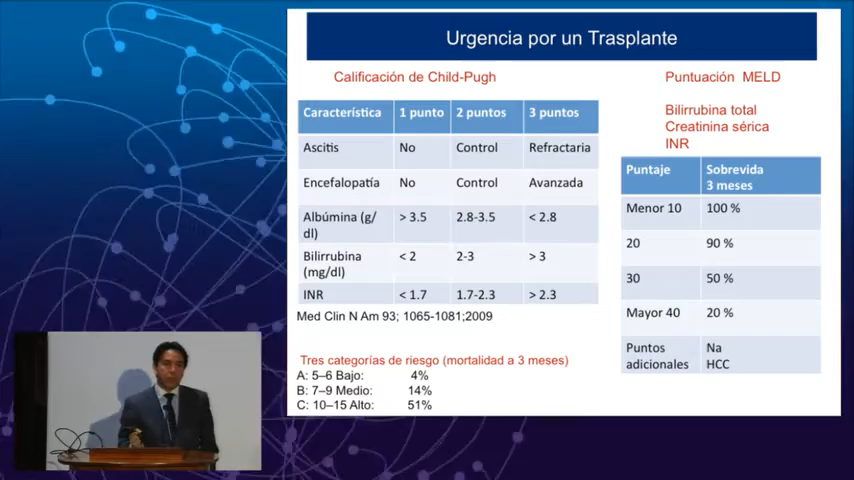 Urgencia por un Trasplante
Calificación de Child-Pugh
Característica 1 punto 2 puntos 3 puntos
Ascitis No Control Refractaria
Encefalopatía No Control Avanzada
Albúmina (g/
dl) > 3.5 2.8-3.5 < 2.8
Bilirrubina
(mg/dl) < 2 2-3 > 3
INR < 1.7 1.7-2.3 > 2.3
Med Clin N Am 93; 1065-1081;2009
Tres categorías de riesgo (mortalidad a 3 meses)
A: 5–6 Bajo: 4%
B: 7–9 Medio: 14%
C: 10–15 Alto: 51%
Puntuación MELD
Bilirrubina total
Creatinina sérica
INR
Puntaje Sobrevida
3 meses
Menor 10 100 %
20 90 %
30 50 %
Mayor 40 20 %
Puntos Na
adicionales HCC